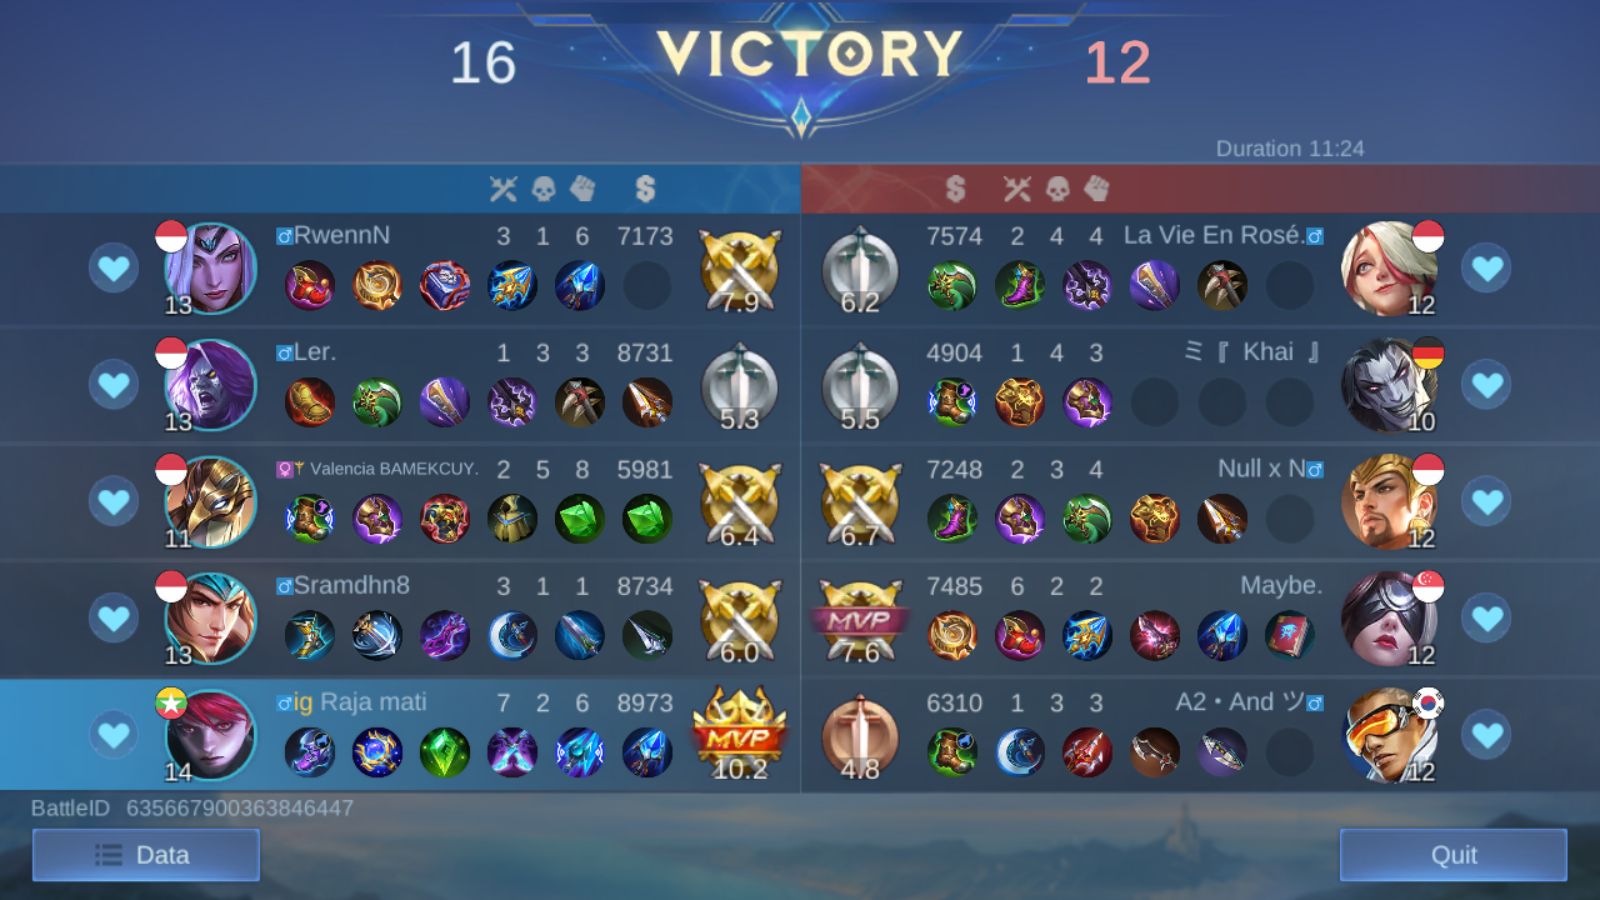 16 VICTORY 12
Duration 11:24
RwennN 3 1 6 7173
13 7.9
6.2 7574 2 4 4 La Vie En Rosé.
12
Ler. 1 3 3 8731
13 5.3
5.5 4904 1 4 3 ミ『 Khai 』
10
Valencia BAMEKCUY. 2 5 8 5981
11 6.4
6.7 7248 2 3 4 Null x N
12
Sramdhn8 3 1 1 8734
13 6.0
MVP 7.6 7485 6 2 2 Maybe.
12
ig Raja mati 7 2 6 8973
14 MVP 10.2
4.8 6310 1 3 3 A2•And ツ
12
BattleID 635667900363846447
Data
Quit